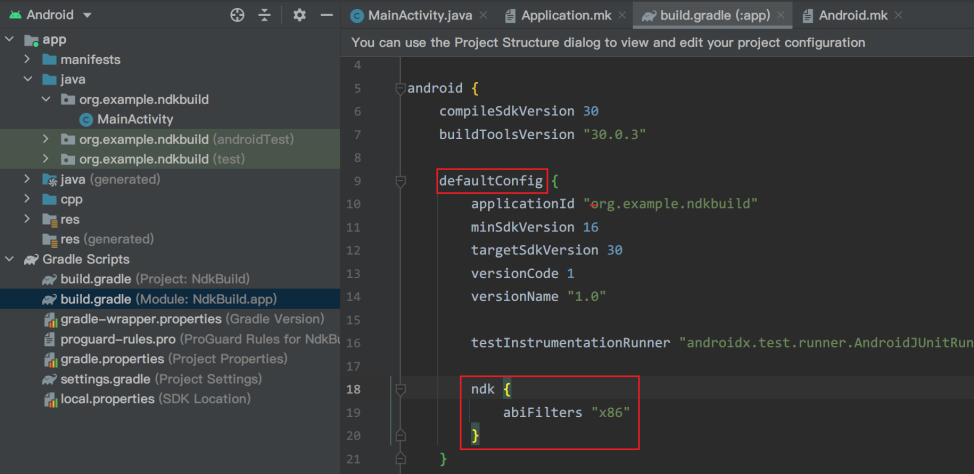 Android
MainActivity.java
Application.mk
build.gradle (:app)
Android.mk
You can use the Project Structure dialog to view and edit your project configuration
app
manifests
java
org.example.ndkbuild
MainActivity
org.example.ndkbuild (androidTest)
org.example.ndkbuild (test)
java (generated)
cpp
res
res (generated)
Gradle Scripts
build.gradle (Project: NdkBuild)
build.gradle (Module: NdkBuild.app)
gradle-wrapper.properties (Gradle Version)
proguard-rules.pro (ProGuard Rules for NdkBu
gradle.properties (Project Properties)
settings.gradle (Project Settings)
local.properties (SDK Location)
4
5 android {
6 compileSdkVersion 30
7 buildToolsVersion "30.0.3"
8
9 defaultConfig {
10 applicationId "org.example.ndkbuild"
11 minSdkVersion 16
12 targetSdkVersion 30
13 versionCode 1
14 versionName "1.0"
15
16 testInstrumentationRunner "androidx.test.runner.AndroidJUnitRun
17
18 ndk {
19 abiFilters "x86"
20 }
21 }